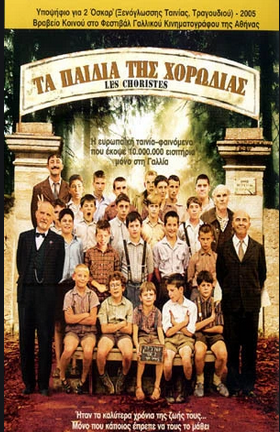 Υποψήφιο για 2 Όσκαρ (Ξενόγλωσσης Ταινίας, Τραγουδιού) - 2005
Βραβείο Κοινού στο Φεστιβάλ Γαλλικού Κινηματογράφου της Αθήνας
ΤΑ ΠΑΙΔΙΑ ΤΗΣ ΧΟΡΩΔΙΑΣ
LES CHORISTES
Η ευρωπαϊκή ταινία-φαινόμενο
που έκοψε 10.000.000 εισιτήρια
μόνο στη Γαλλία
Ήταν τα καλύτερα χρόνια της ζωής τους...
Μόνο που κάποιος έπρεπε να τους το μάθει